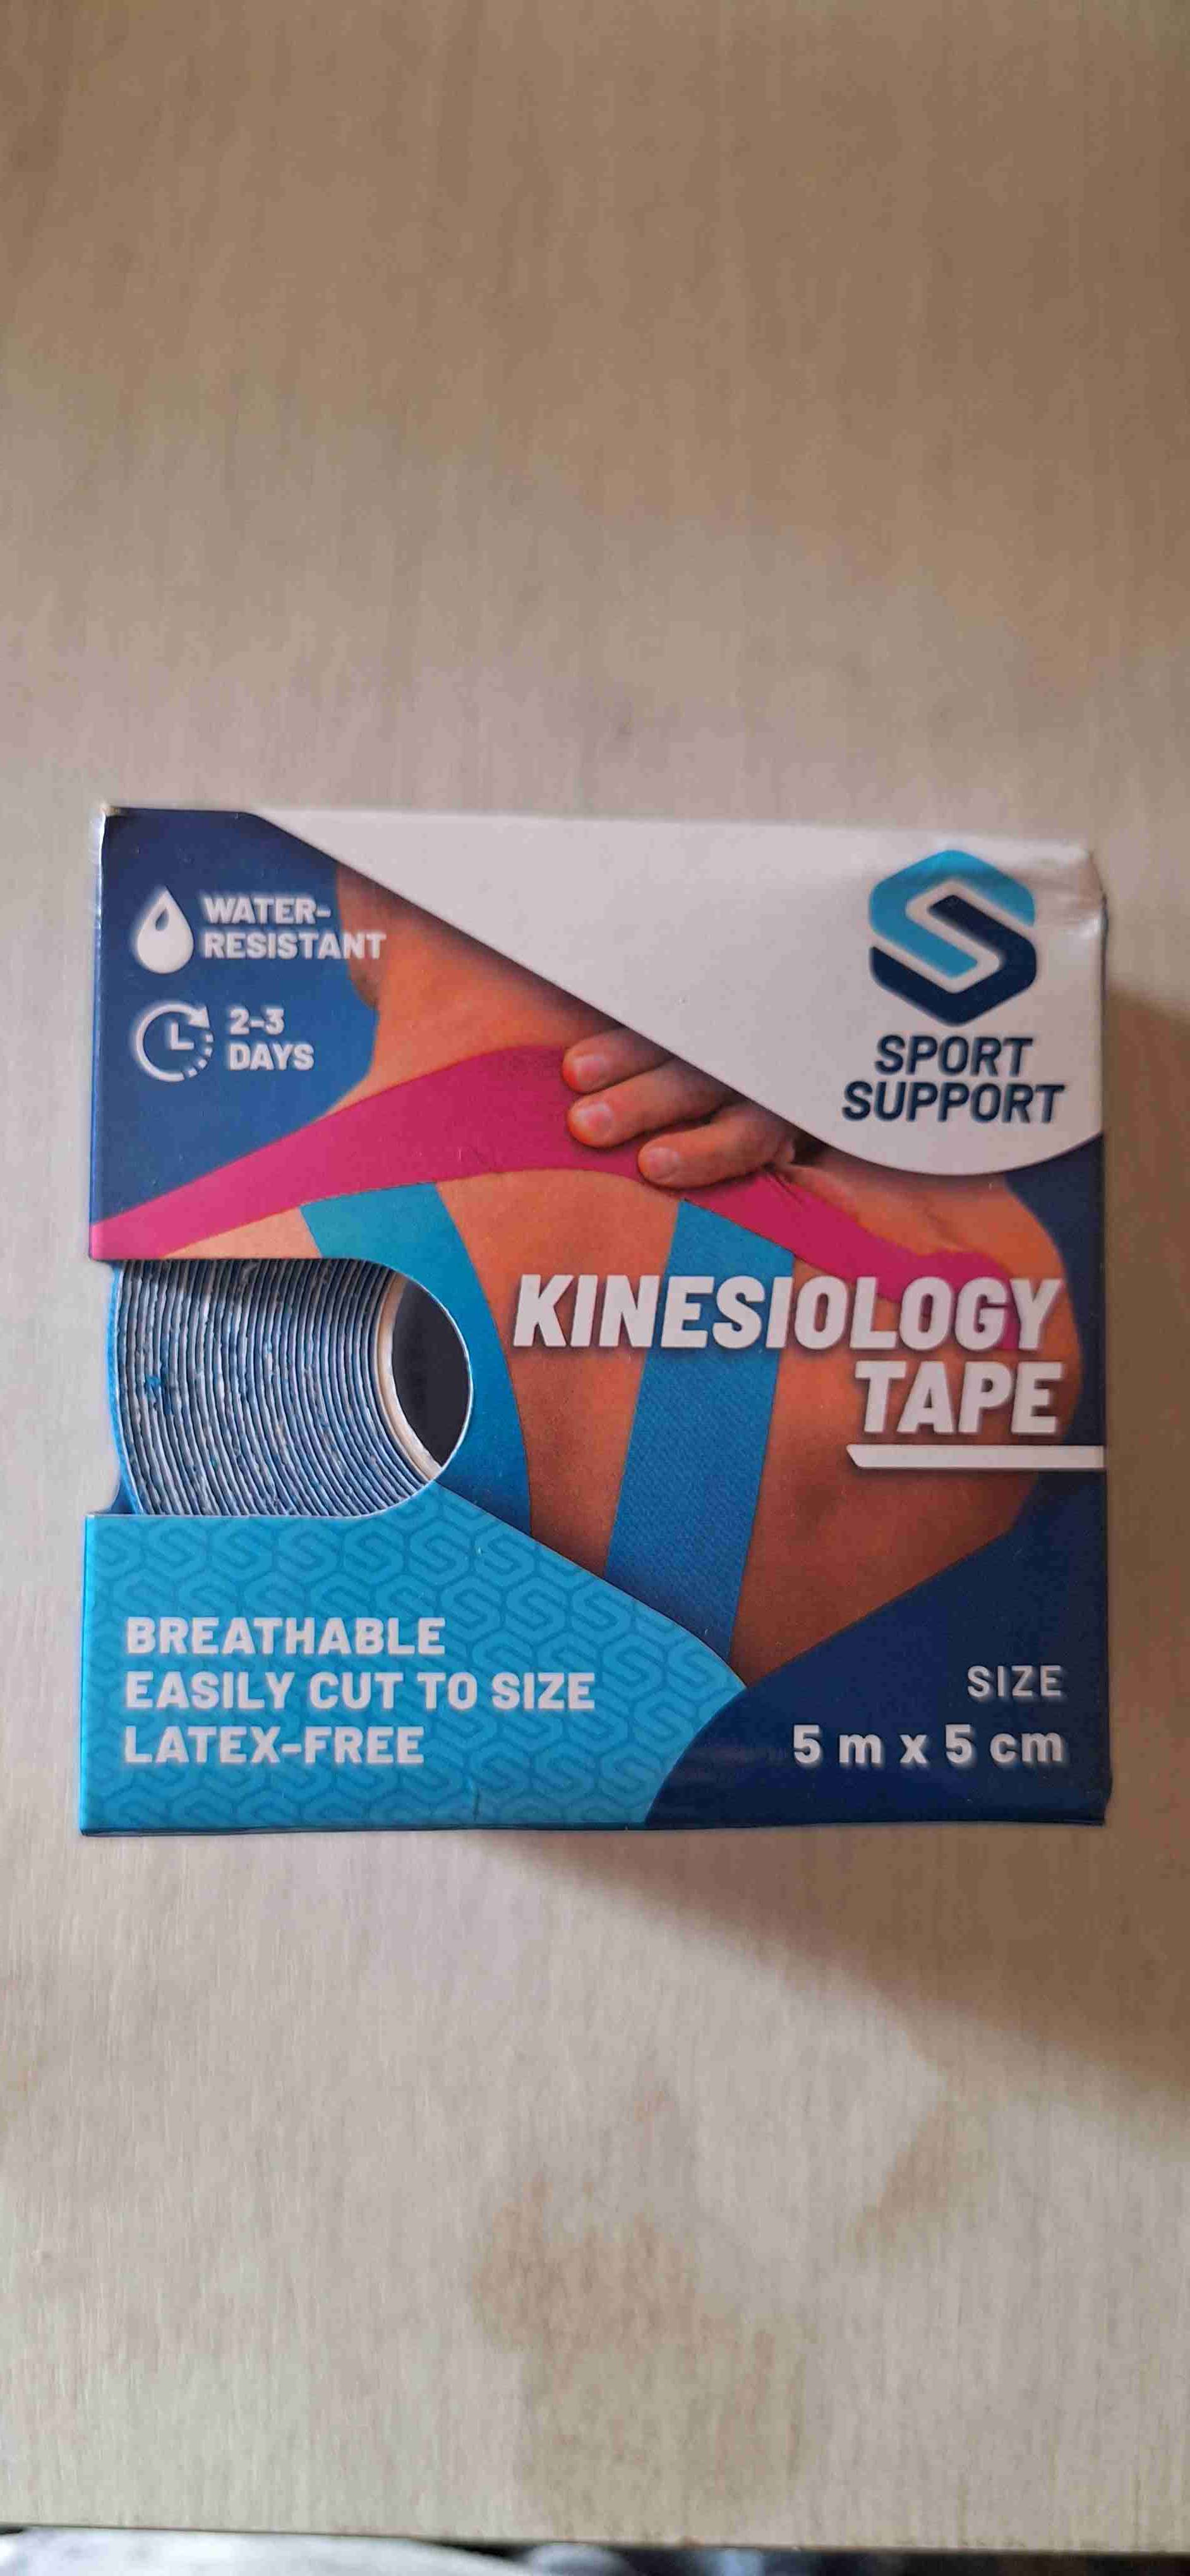 WATER-
RESISTANT
2-3
DAYS
SPORT
SUPPORT
KINESIOLOGY
TAPE
BREATHABLE
EASILY CUT TO SIZE
LATEX-FREE
SIZE
5 m x 5 cm